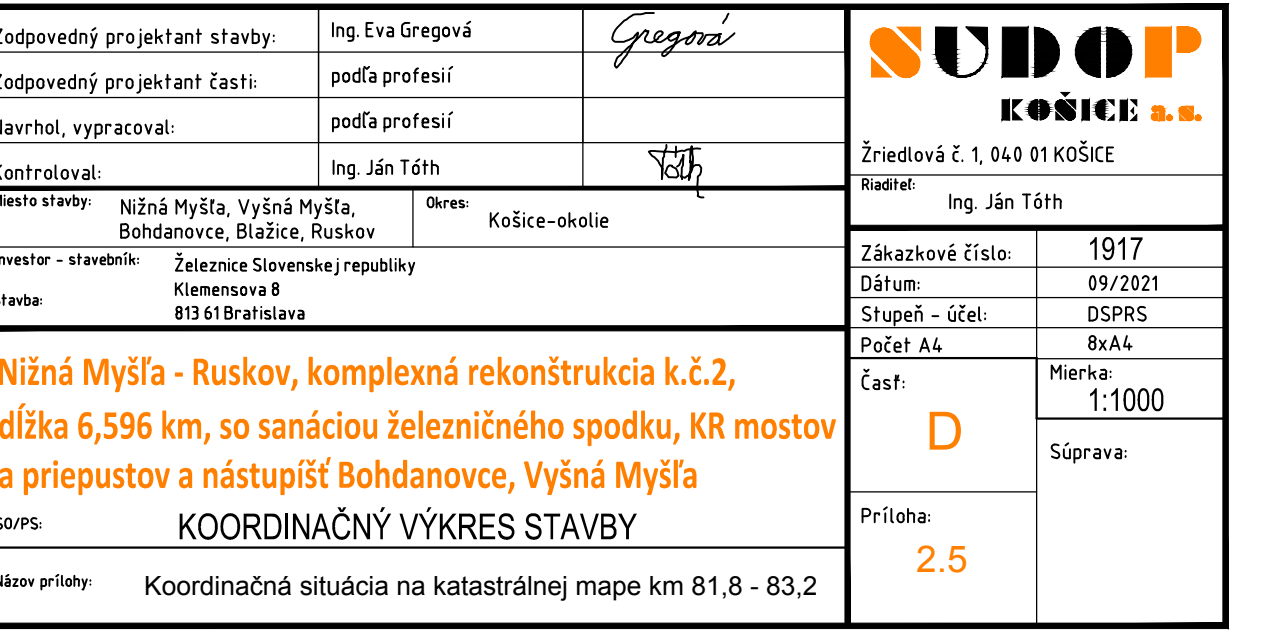 Zodpovedný projektant stavby: Ing. Eva Gregová Gregová
Zodpovedný projektant časti: podľa profesií
Navrhol, vypracoval: podľa profesií
Kontroloval: Ing. Ján Tóth Tóth
Miesto stavby: Nižná Myšľa, Vyšná Myšľa,
Bohdanovce, Blažice, Ruskov
Okres: Košice-okolie
Investor - stavebník: Železnice Slovenskej republiky
Klemensova 8
Stavba: 813 61 Bratislava
Nižná Myšľa - Ruskov, komplexná rekonštrukcia k.č.2,
dĺžka 6,596 km, so sanáciou železničného spodku, KR mostov
a priepustov a nástupíšť Bohdanovce, Vyšná Myšľa
SO/PS: KOORDINAČNÝ VÝKRES STAVBY
Názov prílohy: Koordinačná situácia na katastrálnej mape km 81,8 - 83,2
SUDOP
KOŠICE a.s.
Žriedlová č. 1, 040 01 KOŠICE
Riaditeľ:
Ing. Ján Tóth
Zákazkové číslo: 1917
Dátum: 09/2021
Stupeň - účel: DSPRS
Počet A4 8xA4
Časť:
D
Mierka:
1:1000
Súprava:
Príloha:
2.5